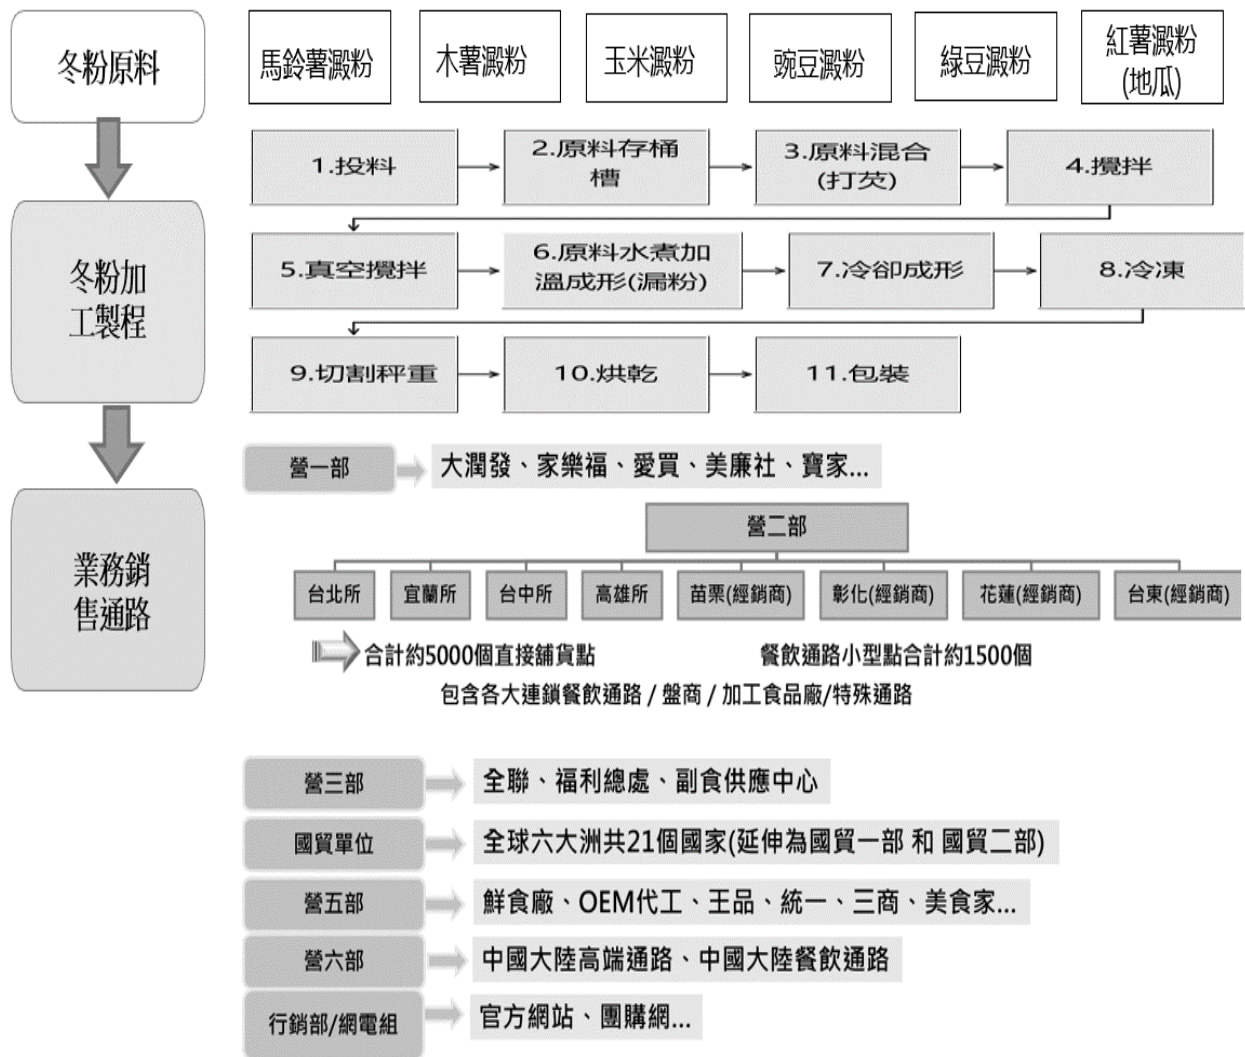 冬粉原料
馬鈴薯澱粉
木薯澱粉
玉米澱粉
豌豆澱粉
綠豆澱粉
紅薯澱粉
(地瓜)
冬粉加
工製程
1.投料
2.原料存桶
槽
3.原料混合
(打芡)
4.攪拌
5.真空攪拌
6.原料水煮加
溫成形(漏粉)
7.冷卻成形
8.冷凍
9.切割秤重
10.烘乾
11.包裝
業務銷
售通路
營一部
大潤發、家樂福、愛買、美廉社、寶家...
營二部
台北所
宜蘭所
台中所
高雄所
苗栗(經銷商)
彰化(經銷商)
花蓮(經銷商)
台東(經銷商)
合計約5000個直接舖貨點
餐飲通路小型點合計約1500個
包含各大連鎖餐飲通路 / 盤商 / 加工食品廠/特殊通路
營三部
全聯、福利總處、副食供應中心
國貿單位
全球六大洲共21個國家(延伸為國貿一部 和 國貿二部)
營五部
鮮食廠、OEM代工、王品、統一、三商、美食家...
營六部
中國大陸高端通路、中國大陸餐飲通路
行銷部/網電組
官方網站、團購網...